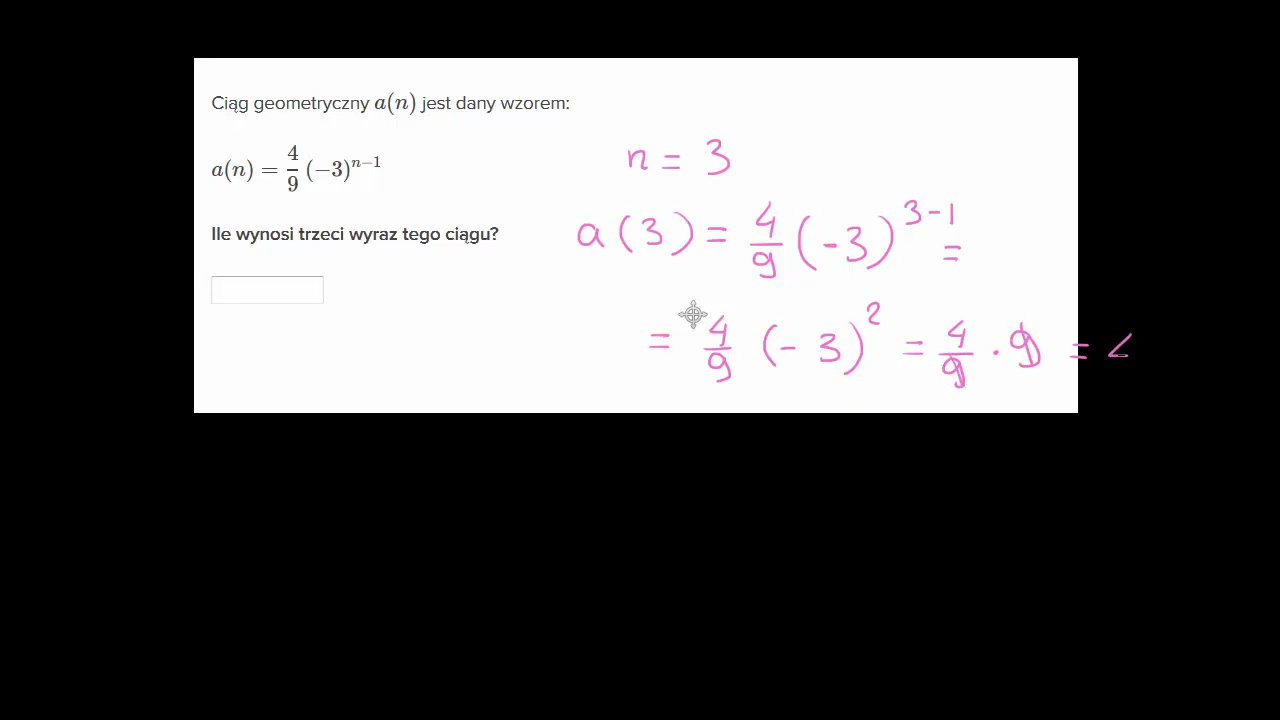 Ciąg geometryczny a(n) jest dany wzorem:
n = 3
a(n) = 4/9 (−3)^{n−1}
a(3) = 4/9 (-3)^{3-1} =
Ile wynosi trzeci wyraz tego ciągu?
= 4/9 (-3)^2 = 4/9 · 9 =